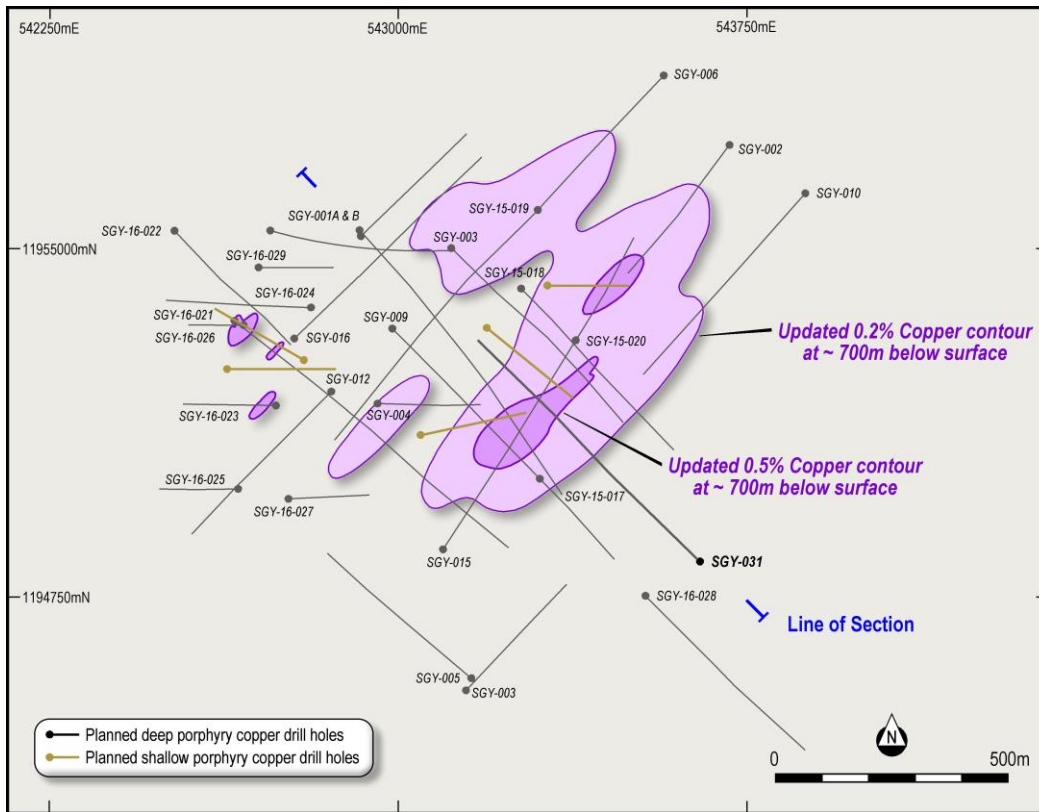 542250mE
543000mE
543750mE
SGY-006
SGY-002
SGY-010
SGY-15-019
SGY-001A & B
SGY-16-022
SGY-003
11955000mN
SGY-16-029
SGY-15-018
SGY-16-024
SGY-16-021
SGY-16-026
SGY-009
SGY-016
SGY-15-020
Updated 0.2% Copper contour
at ~ 700m below surface
SGY-012
SGY-16-023
SGY-004
Updated 0.5% Copper contour
at ~ 700m below surface
SGY-16-025
SGY-16-027
SGY-15-017
SGY-015
SGY-031
1194750mN
SGY-16-028
Line of Section
SGY-005
SGY-003
Planned deep porphyry copper drill holes
Planned shallow porphyry copper drill holes
N
0 500m